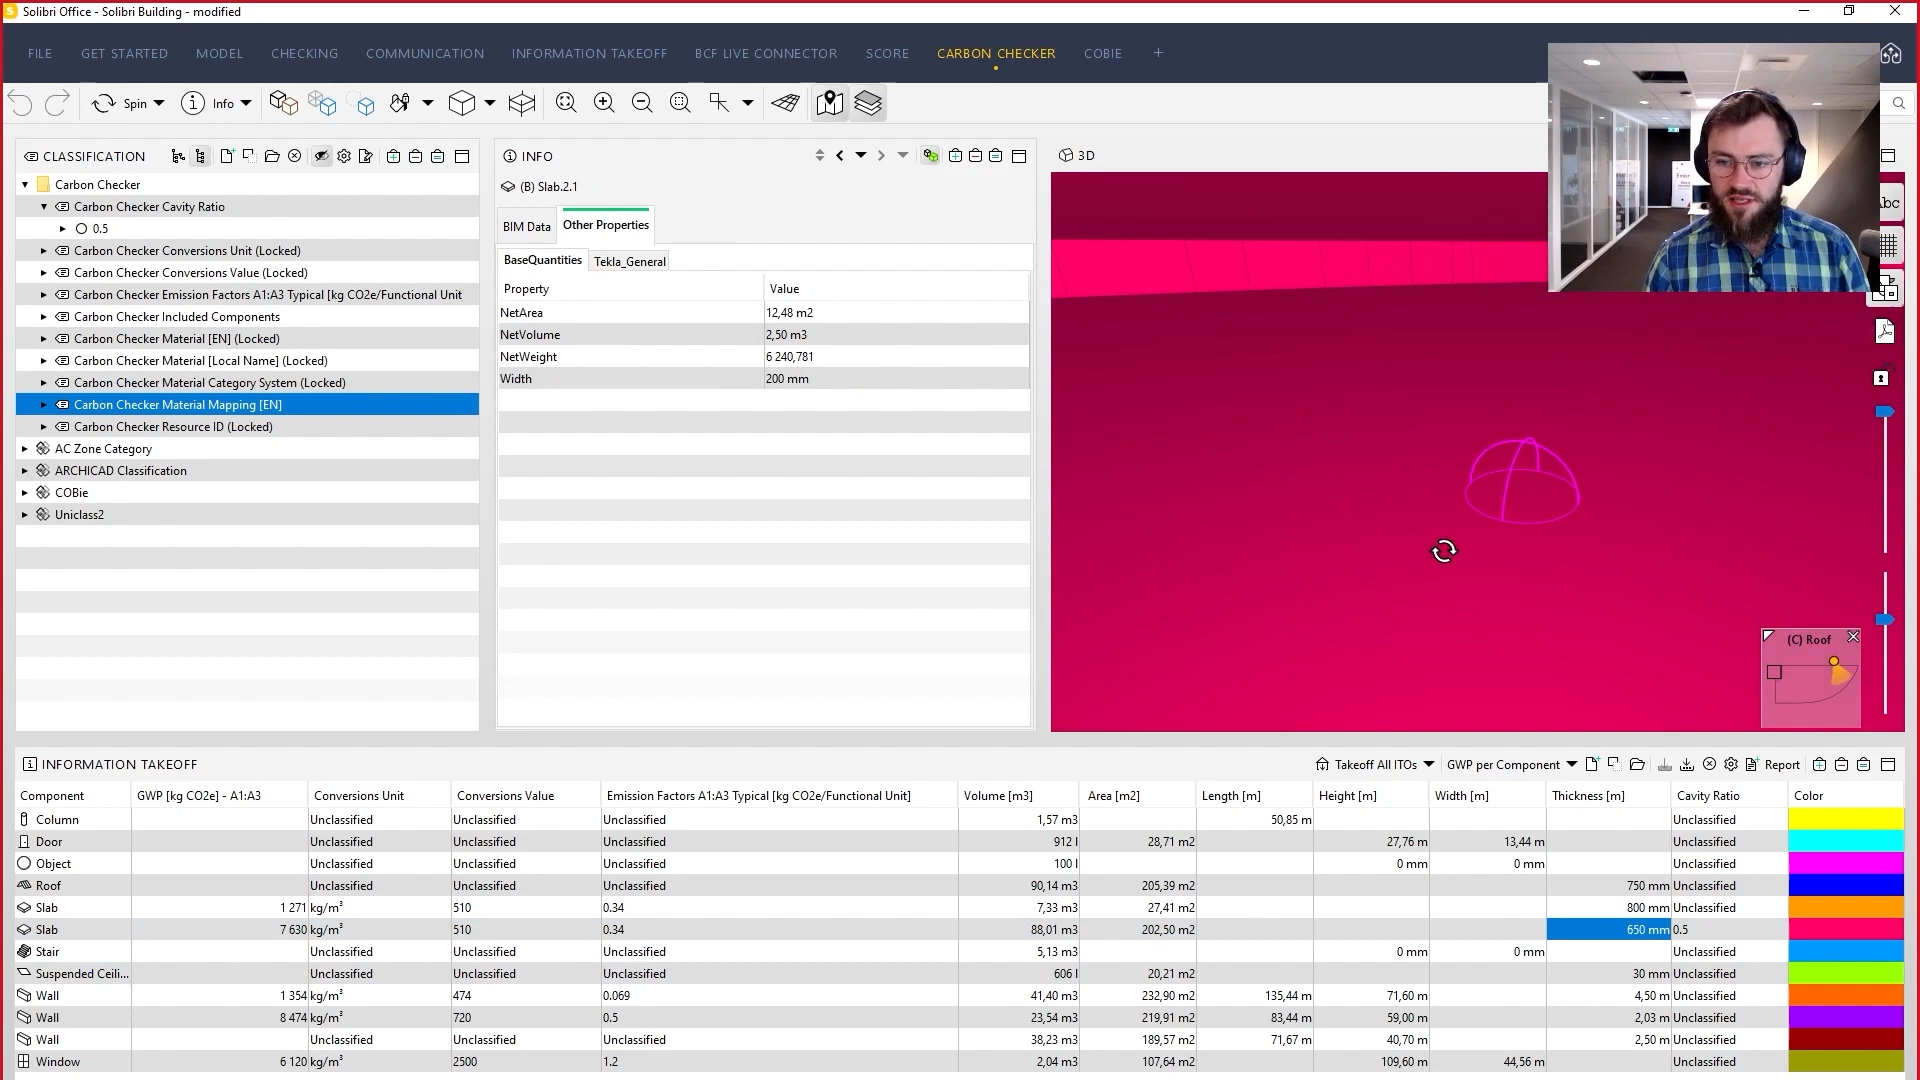 Solibri Office - Solibri Building - modified
FILE GET STARTED MODEL CHECKING COMMUNICATION INFORMATION TAKEOFF BCF LIVE CONNECTOR SCORE CARBON CHECKER COBIE +
Spin Info
CLASSIFICATION
Carbon Checker
Carbon Checker Cavity Ratio
0.5
Carbon Checker Conversions Unit (Locked)
Carbon Checker Conversions Value (Locked)
Carbon Checker Emission Factors A1:A3 Typical [kg CO2e/Functional Unit
Carbon Checker Included Components
Carbon Checker Material [EN] (Locked)
Carbon Checker Material [Local Name] (Locked)
Carbon Checker Material Category System (Locked)
Carbon Checker Material Mapping [EN]
Carbon Checker Resource ID (Locked)
AC Zone Category
ARCHICAD Classification
COBie
Uniclass2
INFO
(B) Slab.2.1
BIM Data Other Properties
BaseQuantities Tekla_General
Property Value
NetArea 12,48 m2
NetVolume 2,50 m3
NetWeight 6 240,781
Width 200 mm
3D
(C) Roof
INFORMATION TAKEOFF Takeoff All ITOs GWP per Component Report
Component GWP [kg CO2e] - A1:A3 Conversions Unit Conversions Value Emission Factors A1:A3 Typical [kg CO2e/Functional Unit] Volume [m3] Area [m2] Length [m] Height [m] Width [m] Thickness [m] Cavity Ratio Color
Column Unclassified Unclassified Unclassified 1,57 m3 50,85 m Unclassified
Door Unclassified Unclassified Unclassified 912 l 28,71 m2 27,76 m 13,44 m Unclassified
Object Unclassified Unclassified Unclassified 100 l 0 mm 0 mm Unclassified
Roof Unclassified Unclassified Unclassified 90,14 m3 205,39 m2 750 mm Unclassified
Slab 1 271 kg/m³ 510 0.34 7,33 m3 27,41 m2 800 mm Unclassified
Slab 7 630 kg/m³ 510 0.34 88,01 m3 202,50 m2 650 mm 0.5
Stair Unclassified Unclassified Unclassified 5,13 m3 0 mm 0 mm Unclassified
Suspended Ceili... Unclassified Unclassified Unclassified 606 l 20,21 m2 30 mm Unclassified
Wall 1 354 kg/m³ 474 0.069 41,40 m3 232,90 m2 135,44 m 71,60 m 4,50 m Unclassified
Wall 8 474 kg/m³ 720 0.5 23,54 m3 219,91 m2 83,44 m 59,00 m 2,03 m Unclassified
Wall Unclassified Unclassified Unclassified 38,23 m3 189,57 m2 71,67 m 40,70 m 2,50 m Unclassified
Window 6 120 kg/m³ 2500 1.2 2,04 m3 107,64 m2 109,60 m 44,56 m Unclassified